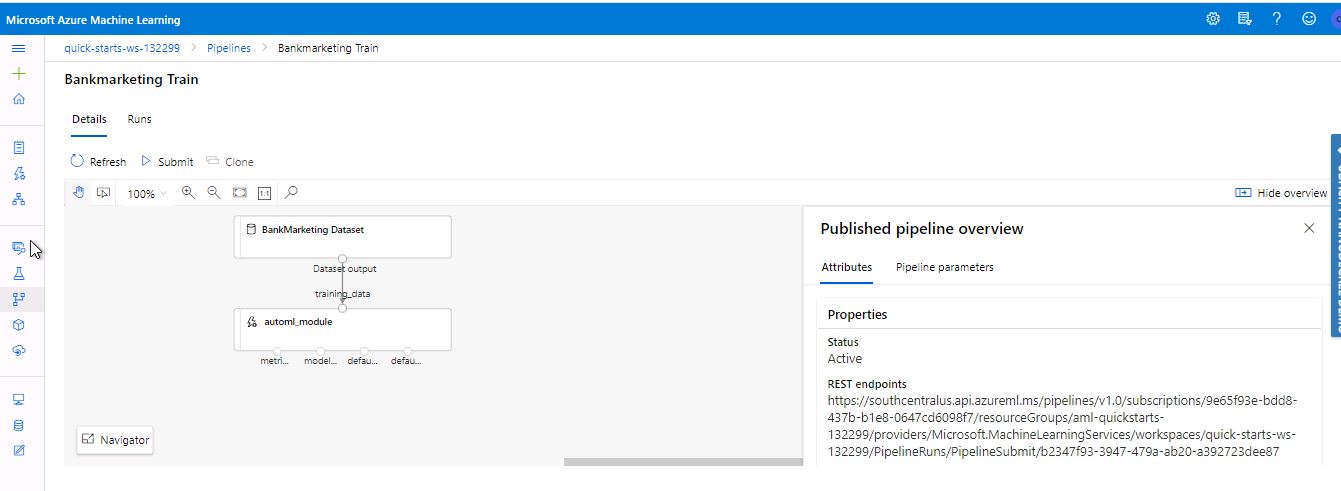 Microsoft Azure Machine Learning
quick-starts-ws-132299 > Pipelines > Bankmarketing Train
Bankmarketing Train
Details Runs
Refresh Submit Clone
100% 1:1 Hide overview
BankMarketing Dataset
Dataset output
training_data
automl_module
metri... model... defau... defau...
Navigator
Published pipeline overview
Attributes Pipeline parameters
Properties
Status
Active
REST endpoints
https://southcentralus.api.azureml.ms/pipelines/v1.0/subscriptions/9e65f93e-bdd8-
437b-b1e8-0647cd6098f7/resourceGroups/aml-quickstarts-
132299/providers/Microsoft.MachineLearningServices/workspaces/quick-starts-ws-
132299/PipelineRuns/PipelineSubmit/b2347f93-3947-479a-ab20-a392723dee87